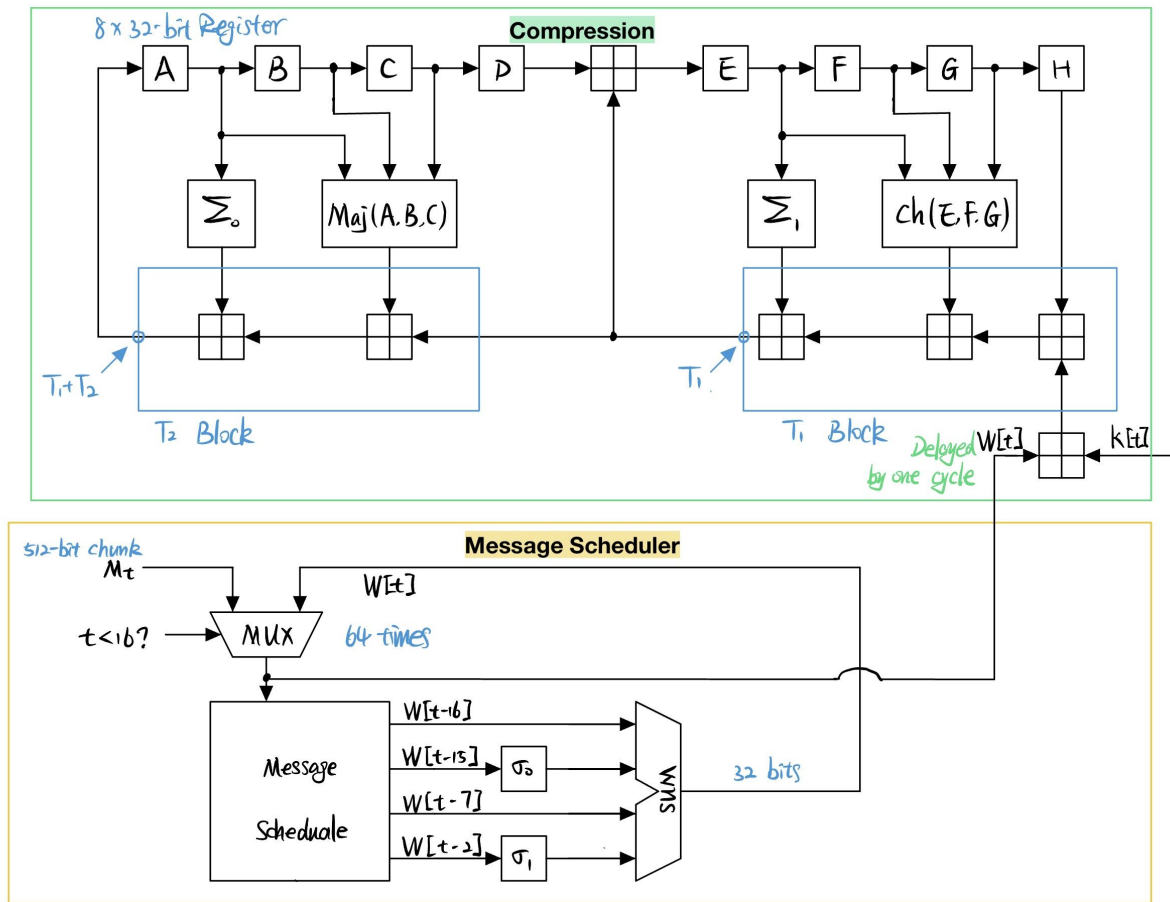 8 x 32-bit Register
Compression
A
B
C
D
E
F
G
H
Σ₀
Maj(A.B,C)
Σ₁
ch(E,F.G)
T₁+T₂
T₂ Block
T₁
T₁ Block
Delayed
by one cycle
W[t]
k[t]
Message Scheduler
512-bit chunk
Mt
W[t]
t<16?
MUX
64 times
Message
Scheduale
W[t-16]
W[t-15]
σ₀
W[t-7]
W[t-2]
σ₁
SUM
32 bits